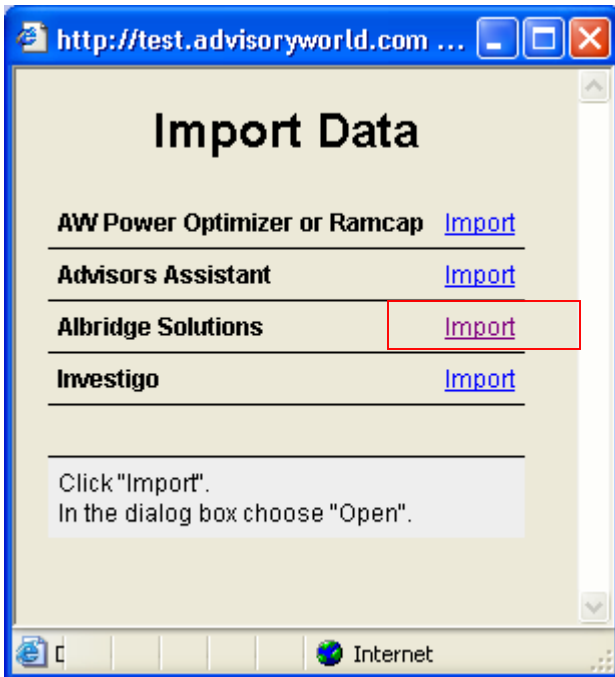 http://test.advisoryworld.com ...
Import Data
AW Power Optimizer or Ramcap Import
Advisors Assistant Import
Albridge Solutions Import
Investigo Import
Click "Import".
In the dialog box choose "Open".
Internet